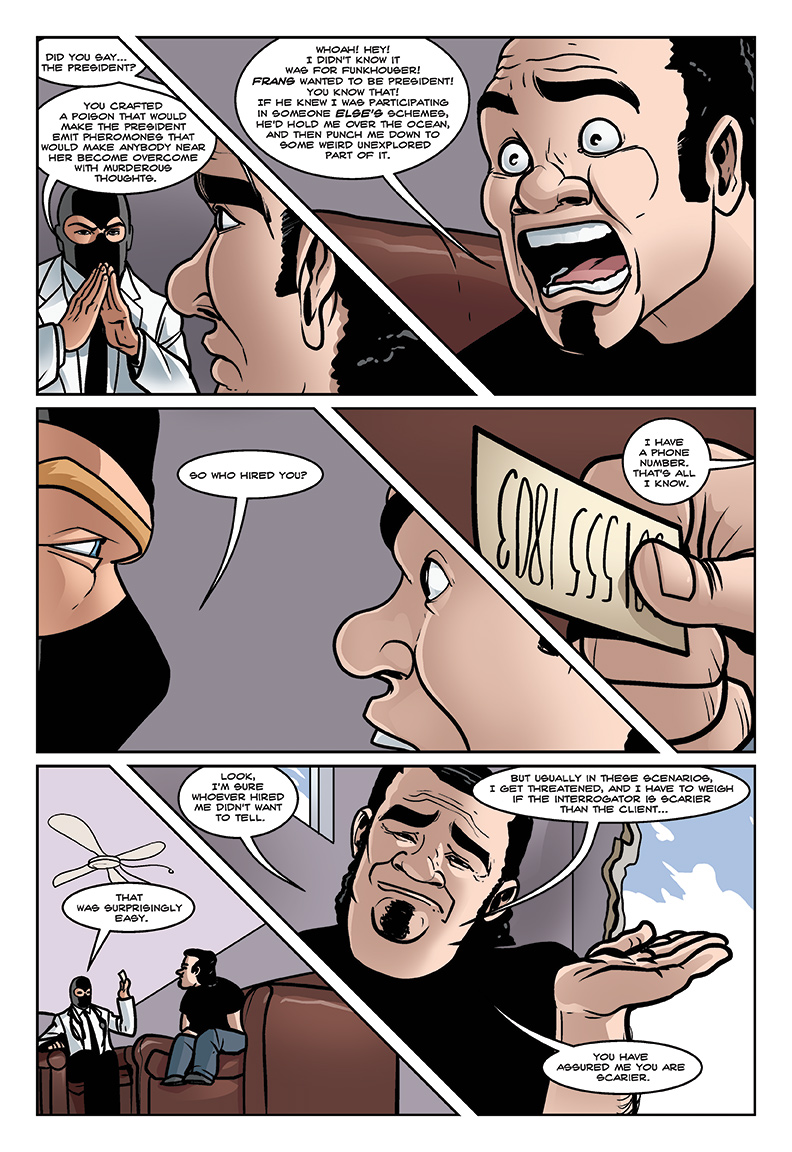 DID YOU SAY...
THE PRESIDENT?
YOU CRAFTED
A POISON THAT WOULD
MAKE THE PRESIDENT
EMIT PHEROMONES THAT
WOULD MAKE ANYBODY NEAR
HER BECOME OVERCOME
WITH MURDEROUS
THOUGHTS.
WHOAH! HEY!
I DIDN'T KNOW IT
WAS FOR FUNKHOUSER!
FRANS WANTED TO BE PRESIDENT!
YOU KNOW THAT!
IF HE KNEW I WAS PARTICIPATING
IN SOMEONE ELSE'S SCHEMES,
HE'D HOLD ME OVER THE OCEAN,
AND THEN PUNCH ME DOWN TO
SOME WEIRD UNEXPLORED
PART OF IT.
SO WHO HIRED YOU?
I HAVE
A PHONE
NUMBER.
THAT'S ALL
I KNOW.
THAT
WAS SURPRISINGLY
EASY.
LOOK,
I'M SURE
WHOEVER HIRED
ME DIDN'T WANT
TO TELL.
BUT USUALLY IN THESE SCENARIOS,
I GET THREATENED, AND I HAVE TO WEIGH
IF THE INTERROGATOR IS SCARIER
THAN THE CLIENT...
YOU HAVE
ASSURED ME YOU ARE
SCARIER.